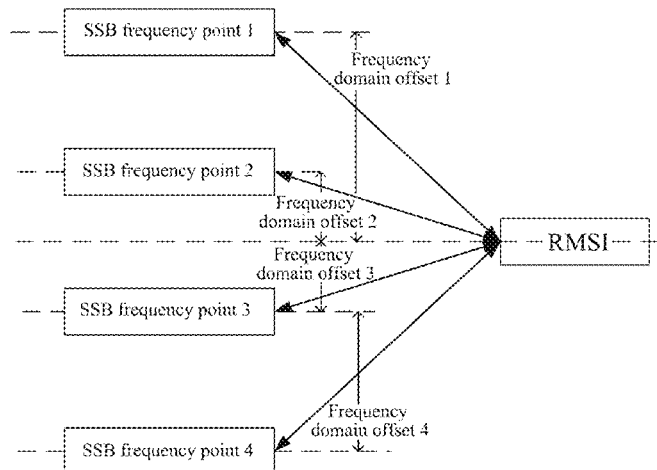 SSB frequency point 1
Frequency
domain offset 1
SSB frequency point 2
Frequency
domain offset 2
RMSI
Frequency
domain offset 3
SSB frequency point 3
Frequency
domain offset 4
SSB frequency point 4